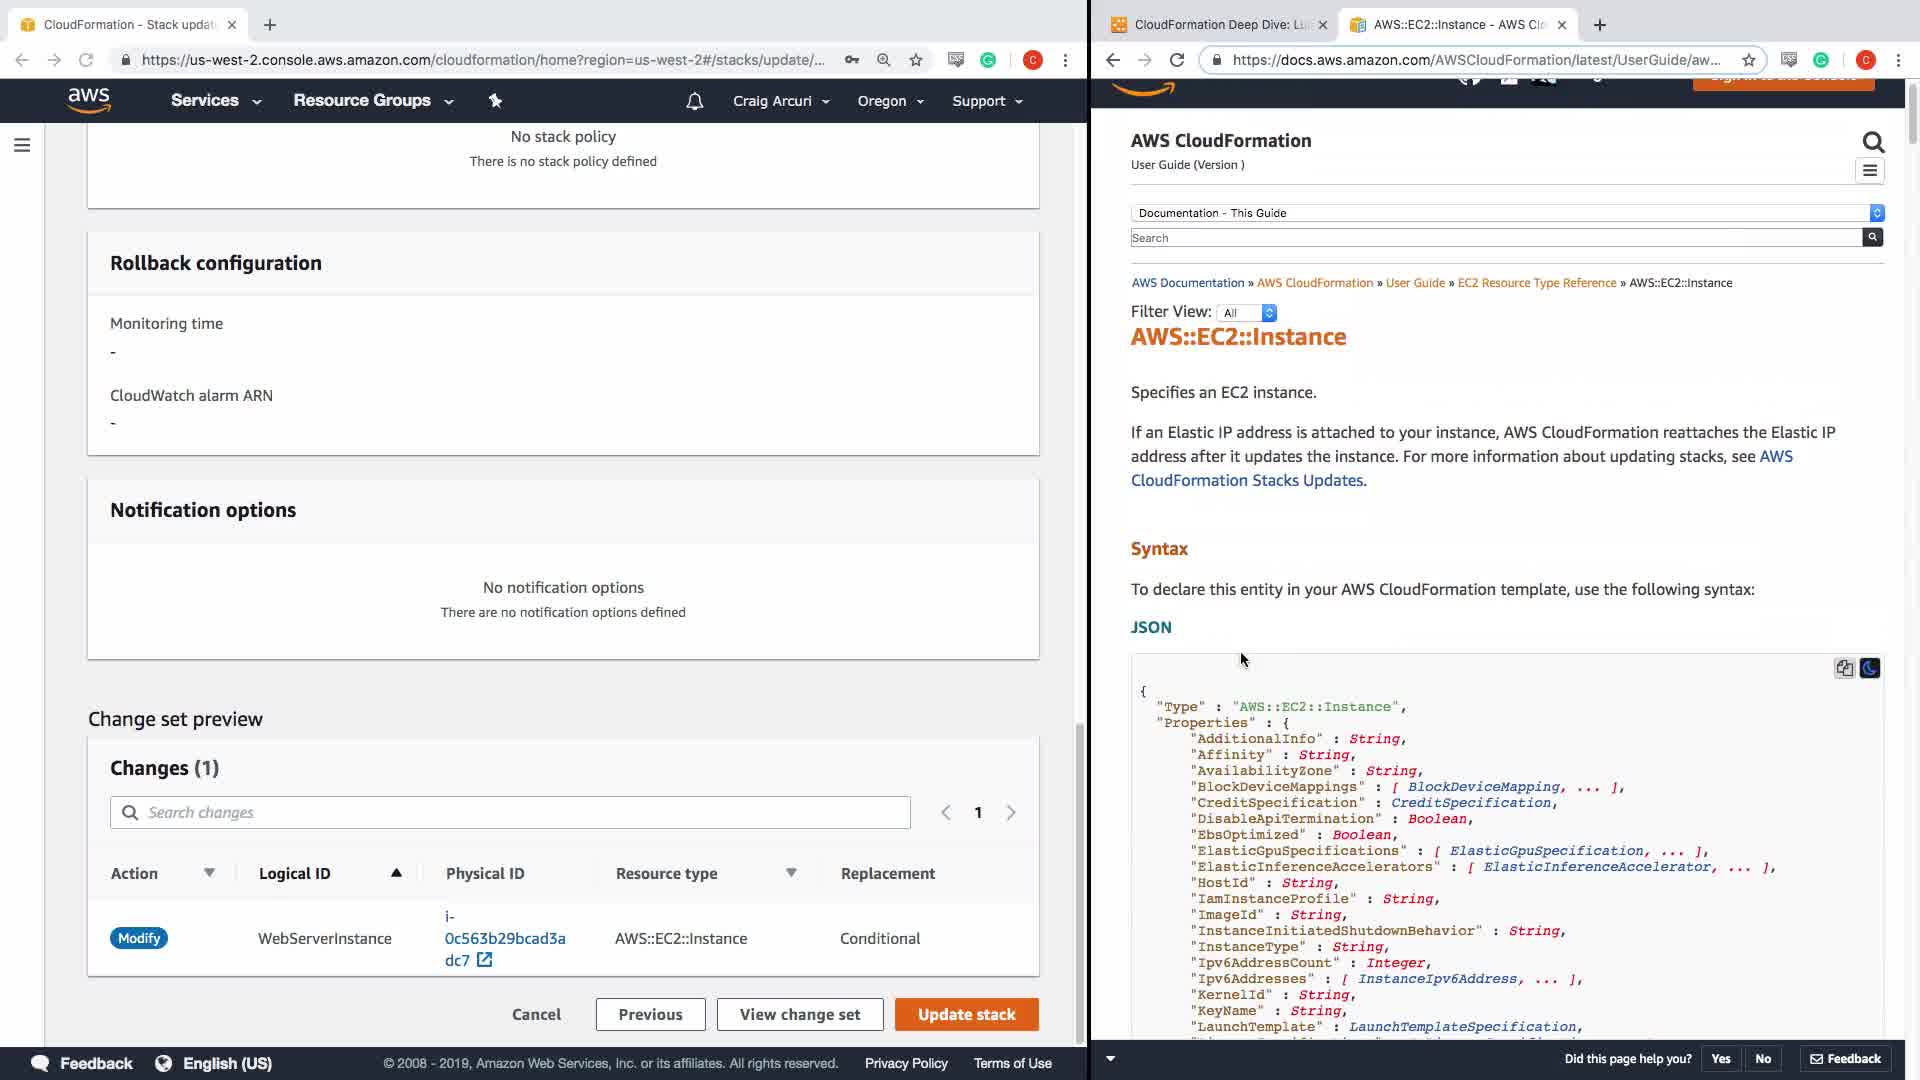 CloudFormation - Stack updat
https://us-west-2.console.aws.amazon.com/cloudformation/home?region=us-west-2#/stacks/update/...
C
aws
Services
Resource Groups
Craig Arcuri
Oregon
Support
No stack policy
There is no stack policy defined
Rollback configuration
Monitoring time
-
CloudWatch alarm ARN
-
Notification options
No notification options
There are no notification options defined
Change set preview
Changes (1)
Search changes
1
Action
Logical ID
Physical ID
Resource type
Replacement
Modify
WebServerInstance
i-
0c563b29bcad3a
dc7
AWS::EC2::Instance
Conditional
Cancel
Previous
View change set
Update stack
Feedback
English (US)
© 2008 - 2019, Amazon Web Services, Inc. or its affiliates. All rights reserved.
Privacy Policy
Terms of Use
CloudFormation Deep Dive: Lu
AWS::EC2::Instance - AWS Clo
https://docs.aws.amazon.com/AWSCloudFormation/latest/UserGuide/aw...
C
AWS CloudFormation
User Guide (Version )
Documentation - This Guide
Search
AWS Documentation » AWS CloudFormation » User Guide » EC2 Resource Type Reference » AWS::EC2::Instance
Filter View: All
AWS::EC2::Instance
Specifies an EC2 instance.
If an Elastic IP address is attached to your instance, AWS CloudFormation reattaches the Elastic IP
address after it updates the instance. For more information about updating stacks, see AWS
CloudFormation Stacks Updates.
Syntax
To declare this entity in your AWS CloudFormation template, use the following syntax:
JSON
{
"Type" : "AWS::EC2::Instance",
"Properties" : {
"AdditionalInfo" : String,
"Affinity" : String,
"AvailabilityZone" : String,
"BlockDeviceMappings" : [ BlockDeviceMapping, ... ],
"CreditSpecification" : CreditSpecification,
"DisableApiTermination" : Boolean,
"EbsOptimized" : Boolean,
"ElasticGpuSpecifications" : [ ElasticGpuSpecification, ... ],
"ElasticInferenceAccelerators" : [ ElasticInferenceAccelerator, ... ],
"HostId" : String,
"IamInstanceProfile" : String,
"ImageId" : String,
"InstanceInitiatedShutdownBehavior" : String,
"InstanceType" : String,
"Ipv6AddressCount" : Integer,
"Ipv6Addresses" : [ InstanceIpv6Address, ... ],
"KernelId" : String,
"KeyName" : String,
"LaunchTemplate" : LaunchTemplateSpecification,
Did this page help you?
Yes
No
Feedback